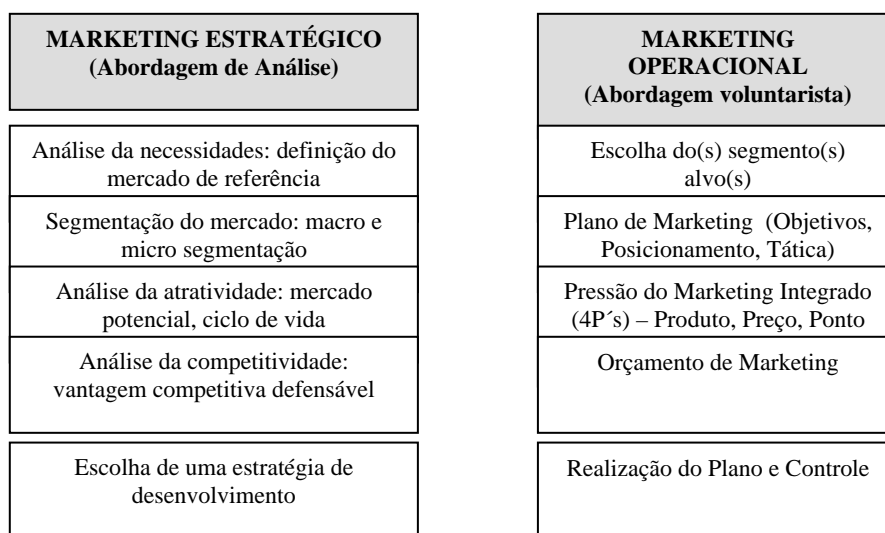 MARKETING ESTRATÉGICO
(Abordagem de Análise)
Análise da necessidades: definição do
mercado de referência
Segmentação do mercado: macro e
micro segmentação
Análise da atratividade: mercado
potencial, ciclo de vida
Análise da competitividade:
vantagem competitiva defensável
Escolha de uma estratégia de
desenvolvimento
MARKETING
OPERACIONAL
(Abordagem voluntarista)
Escolha do(s) segmento(s)
alvo(s)
Plano de Marketing (Objetivos,
Posicionamento, Tática)
Pressão do Marketing Integrado
(4P´s) – Produto, Preço, Ponto
Orçamento de Marketing
Realização do Plano e Controle